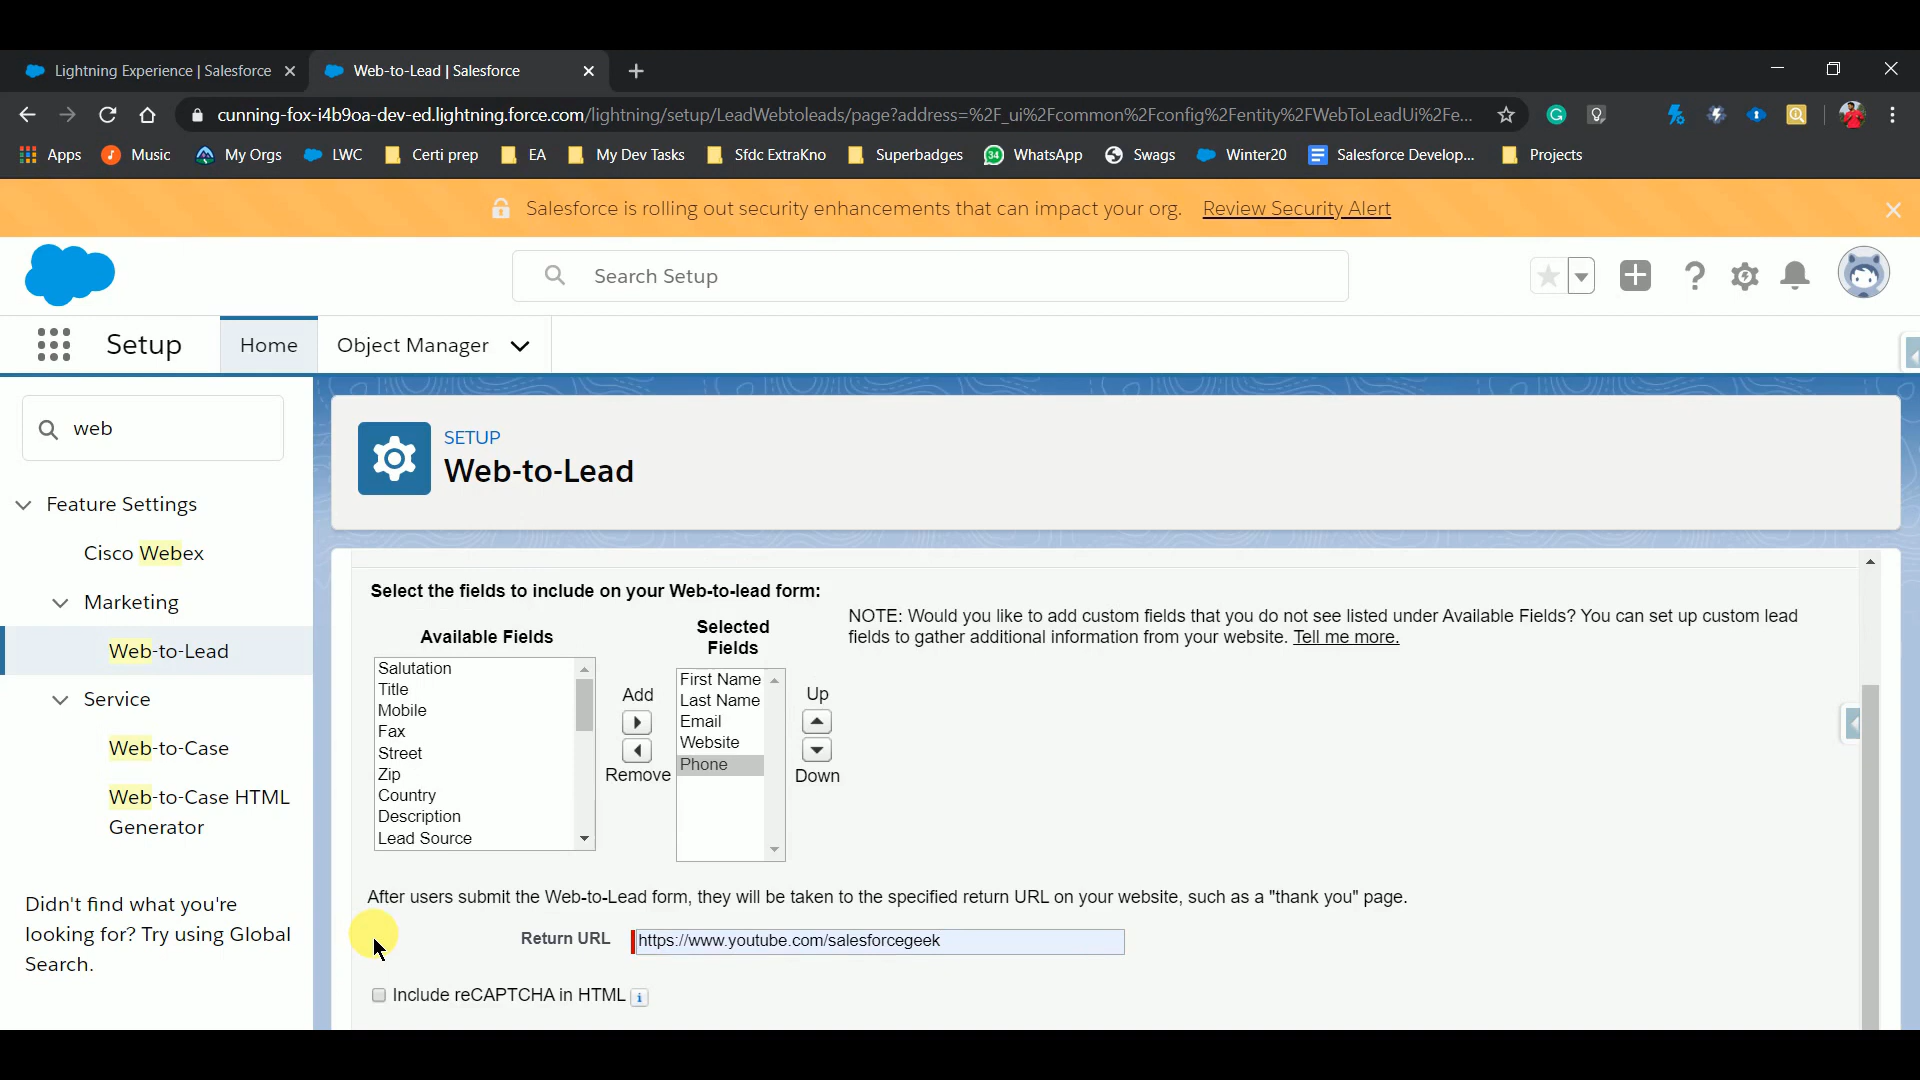 Lightning Experience | Salesforce
Web-to-Lead | Salesforce
cunning-fox-i4b9oa-dev-ed.lightning.force.com/lightning/setup/LeadWebtoleads/page?address=%2F_ui%2Fcommon%2Fconfig%2Fentity%2FWebToLeadUi%2Fe...
Apps
Music
My Orgs
LWC
Certi prep
EA
My Dev Tasks
Sfdc ExtraKno
Superbadges
34
WhatsApp
Swags
Winter20
Salesforce Develop...
Projects
Salesforce is rolling out security enhancements that can impact your org. Review Security Alert
Search Setup
Setup
Home
Object Manager
web
Feature Settings
Cisco Webex
Marketing
Web-to-Lead
Service
Web-to-Case
Web-to-Case HTML
Generator
Didn't find what you're
looking for? Try using Global
Search.
SETUP
Web-to-Lead
Select the fields to include on your Web-to-lead form:
Available Fields
Salutation
Title
Mobile
Fax
Street
Zip
Country
Description
Lead Source
Add
Remove
Selected
Fields
First Name
Last Name
Email
Website
Phone
Up
Down
NOTE: Would you like to add custom fields that you do not see listed under Available Fields? You can set up custom lead
fields to gather additional information from your website. Tell me more.
After users submit the Web-to-Lead form, they will be taken to the specified return URL on your website, such as a "thank you" page.
Return URL
https://www.youtube.com/salesforcegeek
Include reCAPTCHA in HTML
i